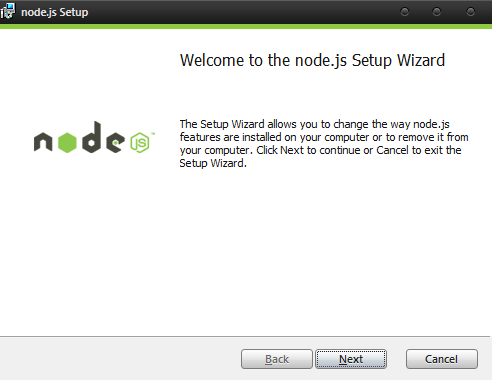 node.js Setup
Welcome to the node.js Setup Wizard
node JS™
The Setup Wizard allows you to change the way node.js
features are installed on your computer or to remove it from
your computer. Click Next to continue or Cancel to exit the
Setup Wizard.
Back
Next
Cancel